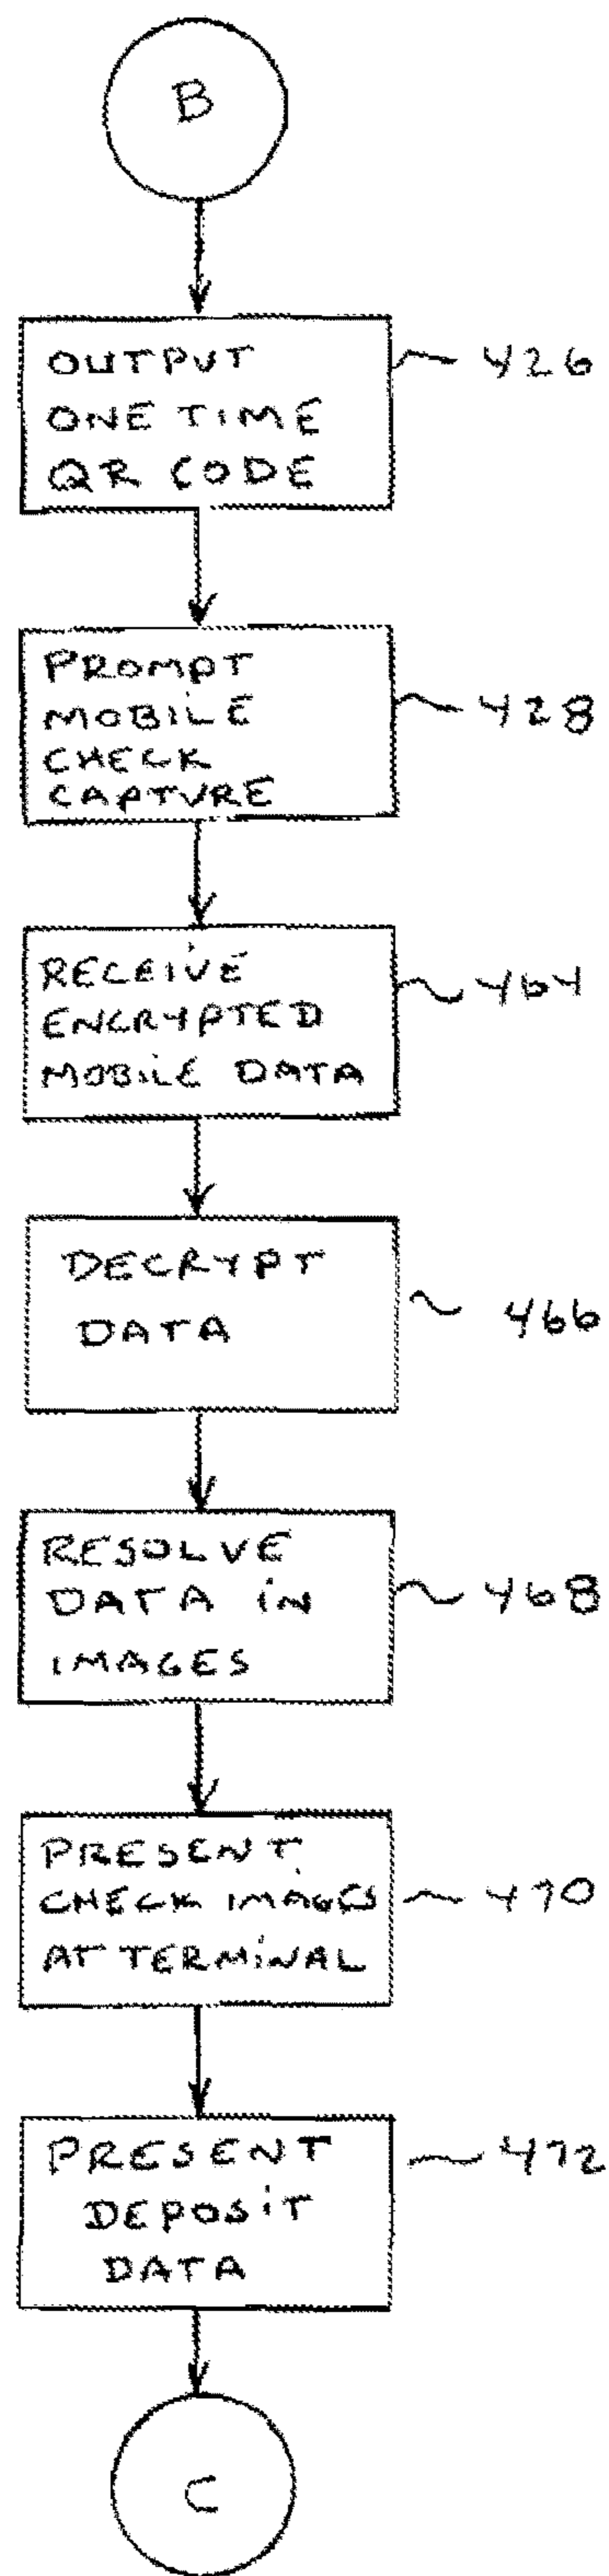 B
OUTPUT
ONE TIME
QR CODE
426
PROMPT
MOBILE
CHECK
CAPTURE
428
RECEIVE
ENCRYPTED
MOBILE DATA
464
DECRYPT
DATA
466
RESOLVE
DATA IN
IMAGES
468
PRESENT
CHECK IMAGES
AT TERMINAL
470
PRESENT
DEPOSIT
DATA
472
C